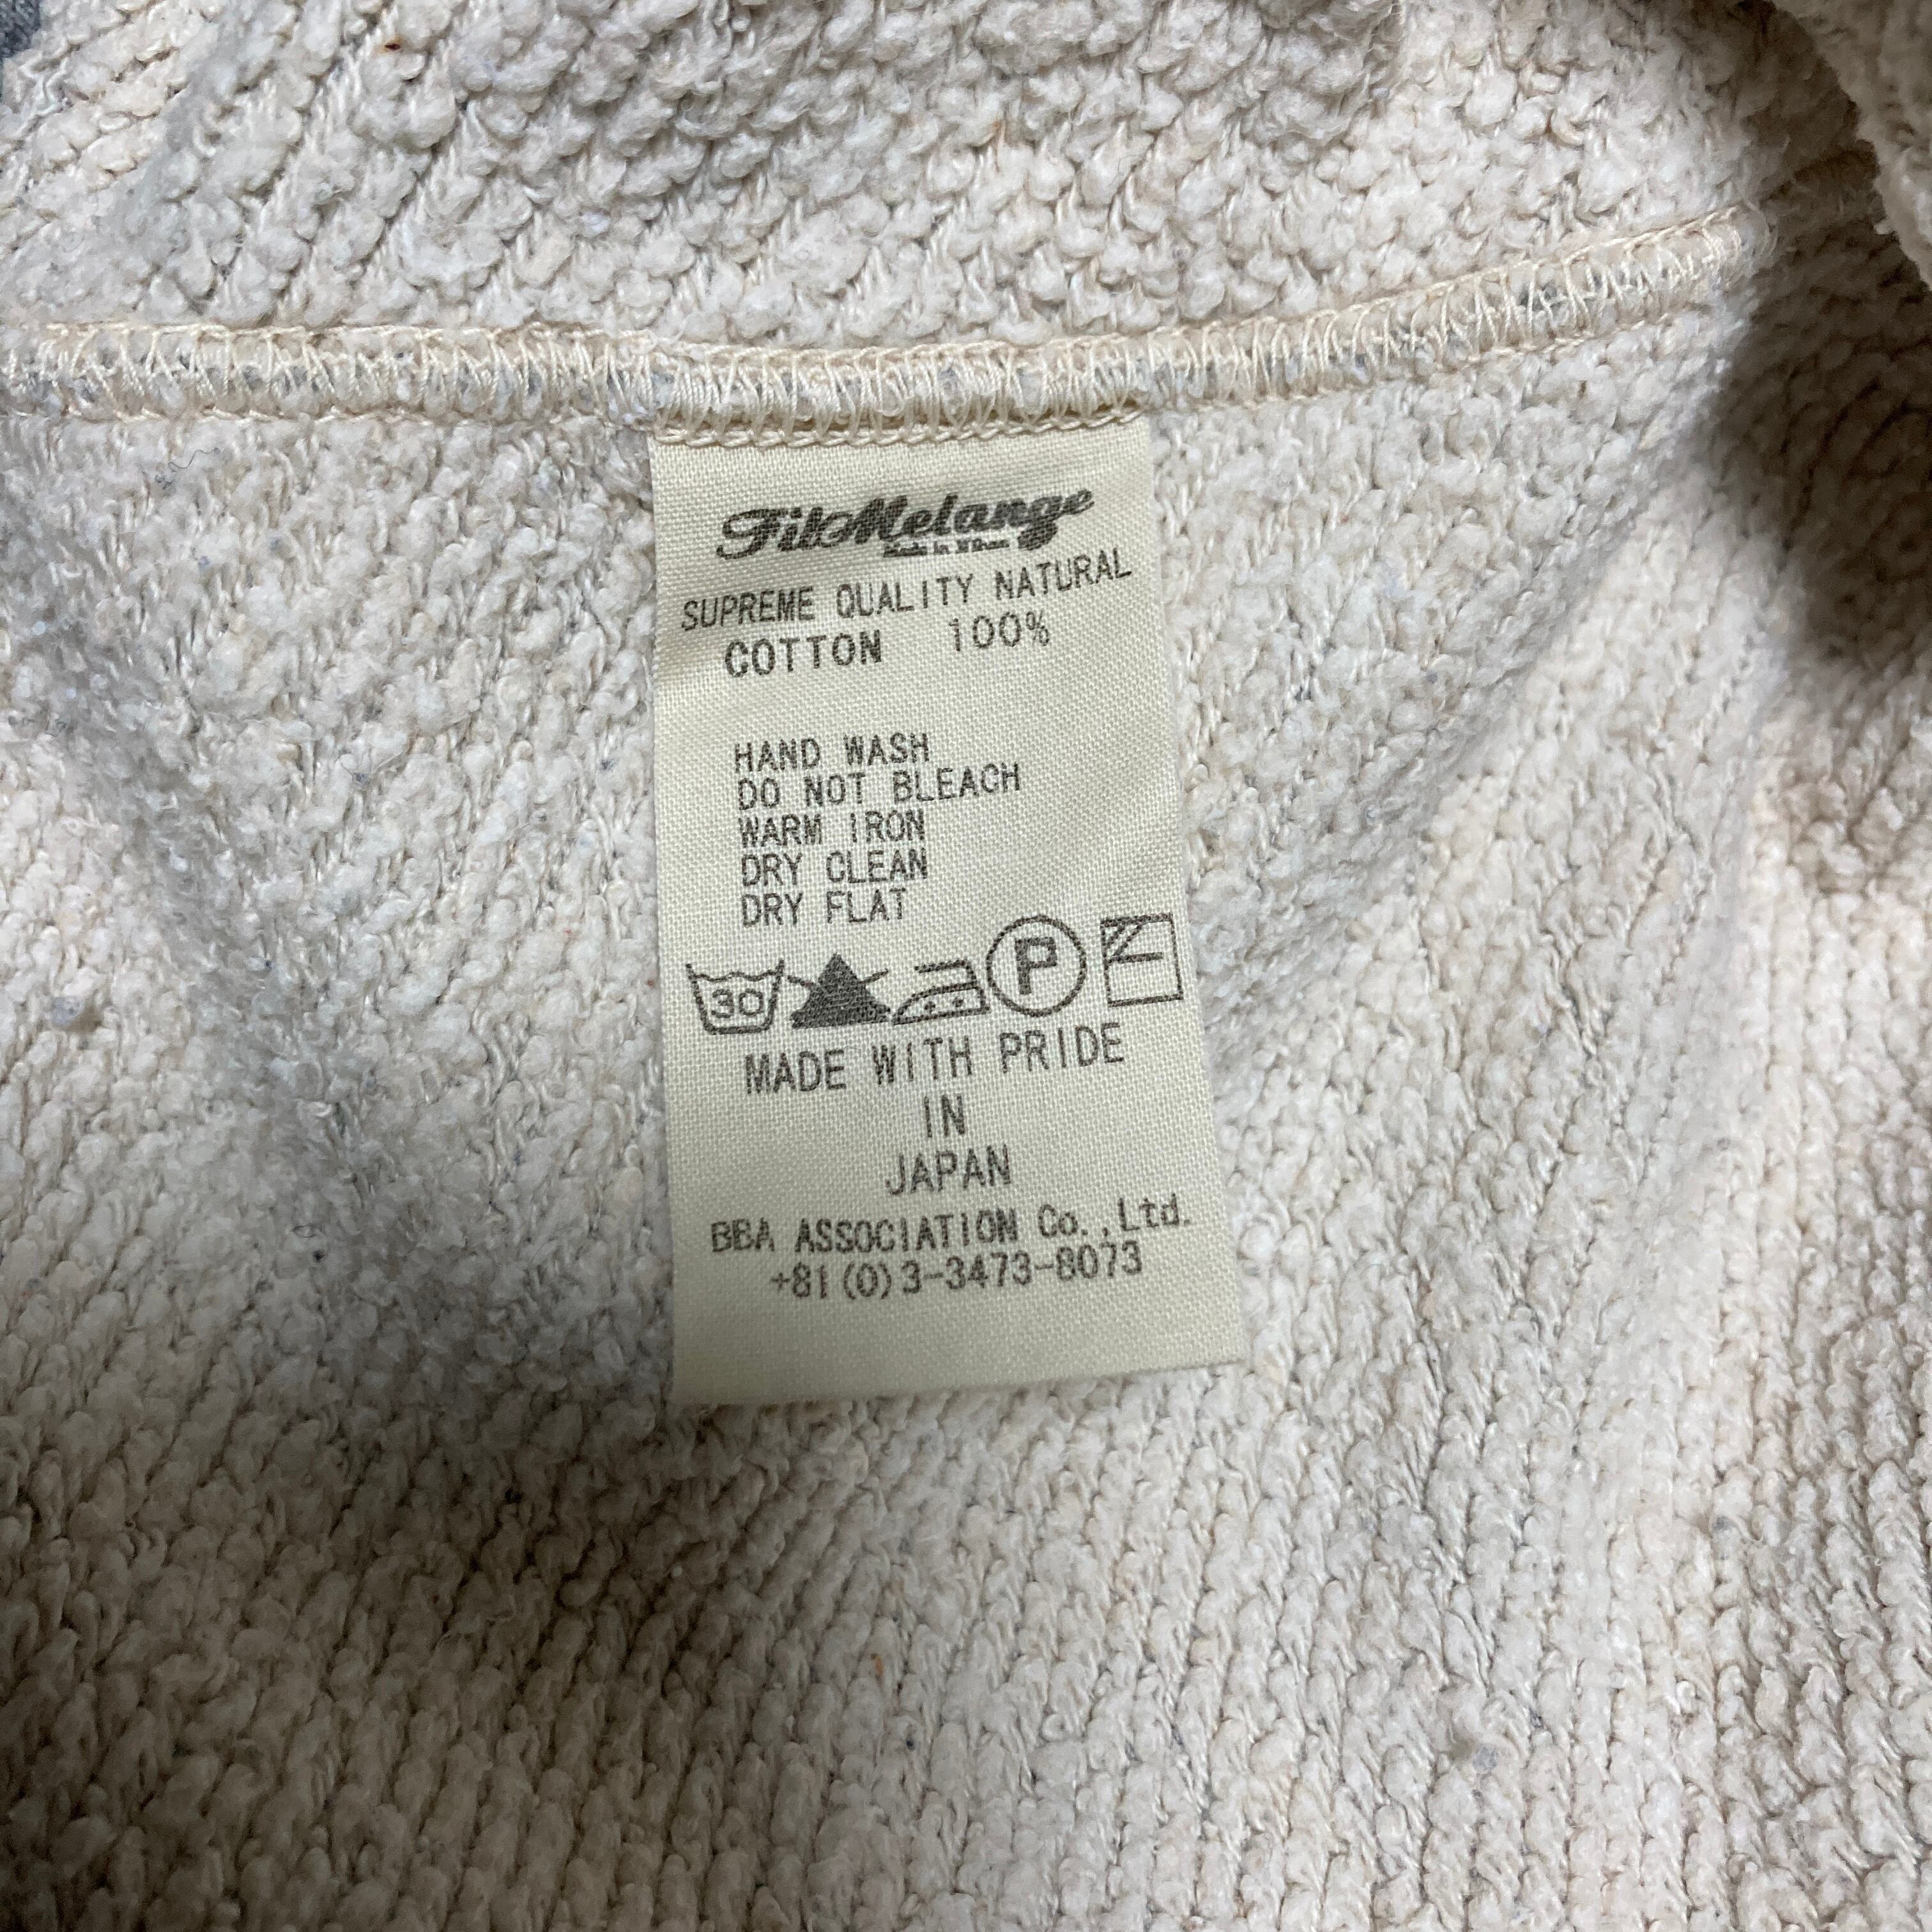 FilMelange
SUPREME QUALITY NATURAL
COTTON 100%
HAND WASH
DO NOT BLEACH
WARM IRON
DRY CLEAN
DRY FLAT
30 P
MADE WITH PRIDE
IN
JAPAN
BBA ASSOCIATION Co.,Ltd.
+81(0)3-3473-8073